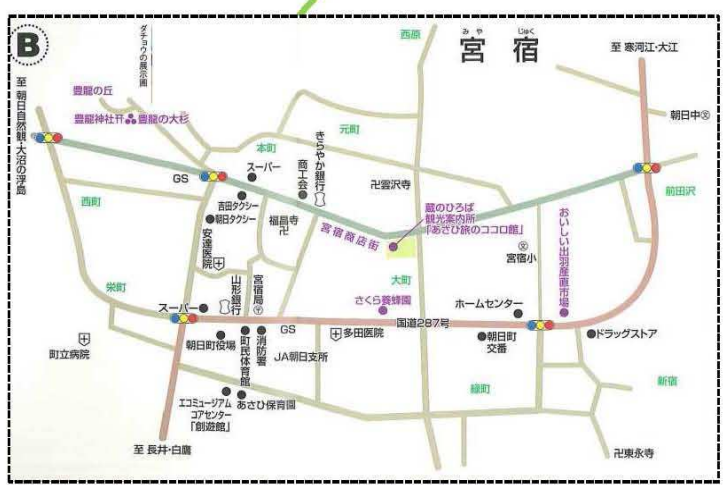 B
みや じゅく
宮 宿
西原
至 寒河江・大江
ダチョウの展示圃
豊龍の丘
豊龍神社 豊龍の大杉
至 朝日自然観・大沼の浮島
朝日中
本町
元町
きらやか銀行
商工会
スーパー
GS
吉田タクシー
朝日タクシー
福昌寺
卍
卍雲沢寺
西町
前田沢
蔵のひろば
観光案内所
「あさひ旅のココロ館」
宮宿商店街
安達医院
宮宿小
おいしい出羽産直市場
大町
栄町
山形銀行
宮宿局
スーパー
さくら養蜂園
ホームセンター
国道287号
GS
朝日町役場
町民体育館
消防署
JA朝日支所
多田医院
朝日町
交番
ドラッグストア
町立病院
緑町
新宿
エコミュージアム
コアセンター
「創遊館」
あさひ保育園
至 長井・白鷹
卍東永寺